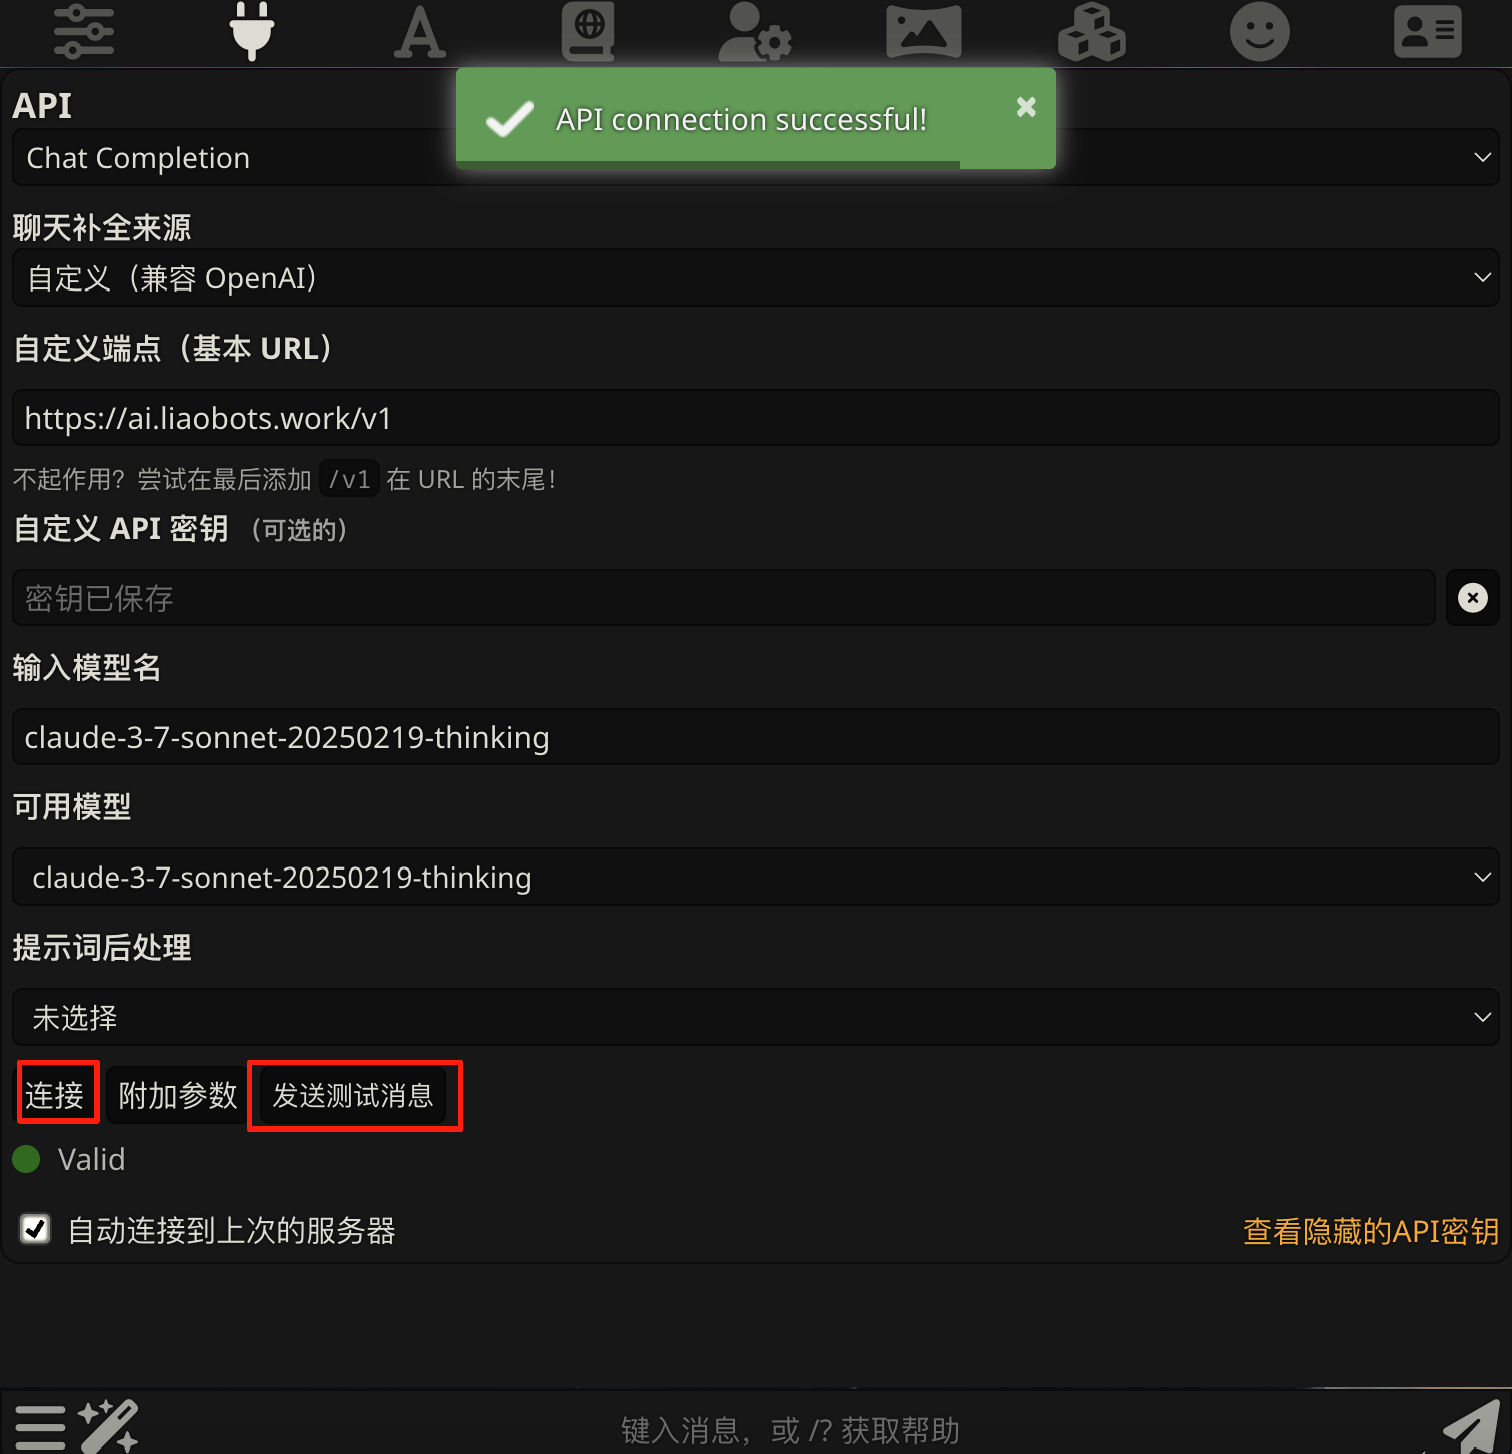 API
API connection successful!
Chat Completion
聊天补全来源
自定义（兼容 OpenAI）
自定义端点（基本 URL）
https://ai.liaobots.work/v1
不起作用？尝试在最后添加 /v1 在 URL 的末尾！
自定义 API 密钥 （可选的）
密钥已保存
输入模型名
claude-3-7-sonnet-20250219-thinking
可用模型
claude-3-7-sonnet-20250219-thinking
提示词后处理
未选择
连接 附加参数 发送测试消息
Valid
自动连接到上次的服务器 查看隐藏的API密钥
键入消息，或 /? 获取帮助